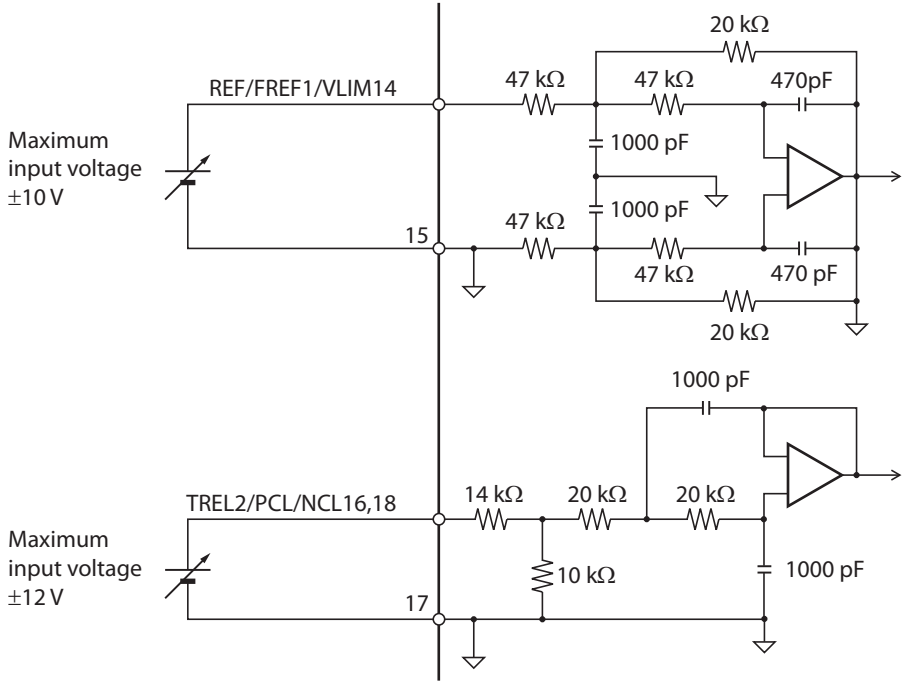 20 kΩ
REF/FREF1/VLIM14
47 kΩ
47 kΩ
470pF
Maximum
input voltage
±10 V
1000 pF
1000 pF
15
47 kΩ
47 kΩ
470 pF
20 kΩ
1000 pF
TREL2/PCL/NCL16,18
14 kΩ
20 kΩ
20 kΩ
Maximum
input voltage
±12 V
10 kΩ
1000 pF
17